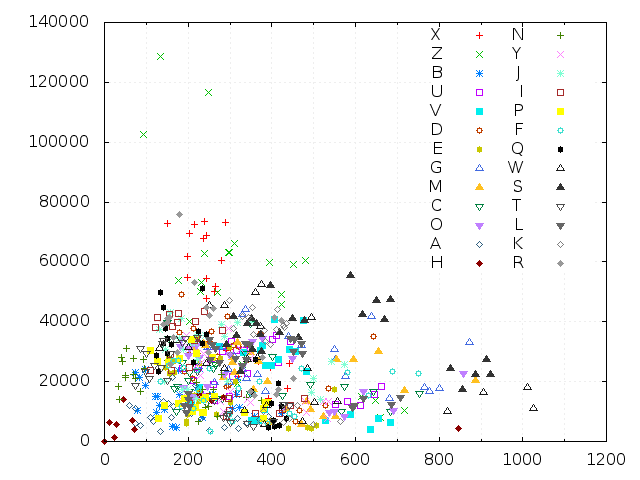 140000
120000
100000
80000
60000
40000
20000
0
0 200 400 600 800 1000 1200
X N
Z Y
B J
U I
V P
D F
E Q
G W
M S
C T
O L
A K
H R